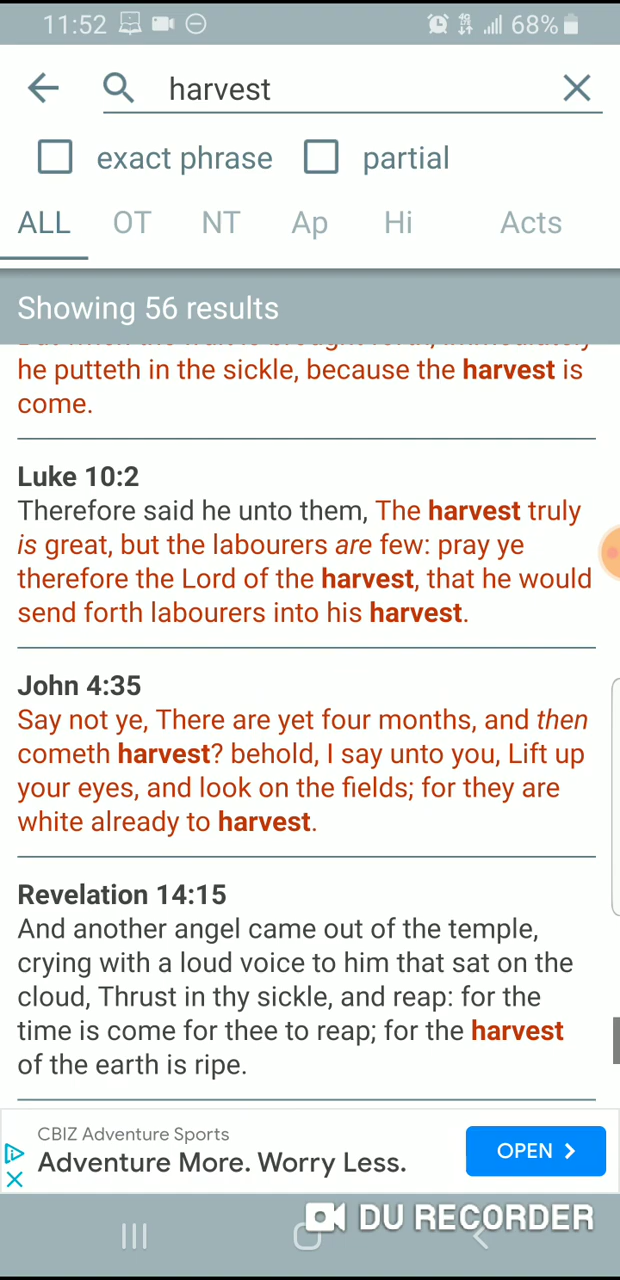 11:52 68%
harvest
exact phrase partial
ALL OT NT Ap Hi Acts
Showing 56 results
he putteth in the sickle, because the harvest is
come.
Luke 10:2
Therefore said he unto them, The harvest truly
is great, but the labourers are few: pray ye
therefore the Lord of the harvest, that he would
send forth labourers into his harvest.
John 4:35
Say not ye, There are yet four months, and then
cometh harvest? behold, I say unto you, Lift up
your eyes, and look on the fields; for they are
white already to harvest.
Revelation 14:15
And another angel came out of the temple,
crying with a loud voice to him that sat on the
cloud, Thrust in thy sickle, and reap: for the
time is come for thee to reap; for the harvest
of the earth is ripe.
CBIZ Adventure Sports
Adventure More. Worry Less.
OPEN
DU RECORDER